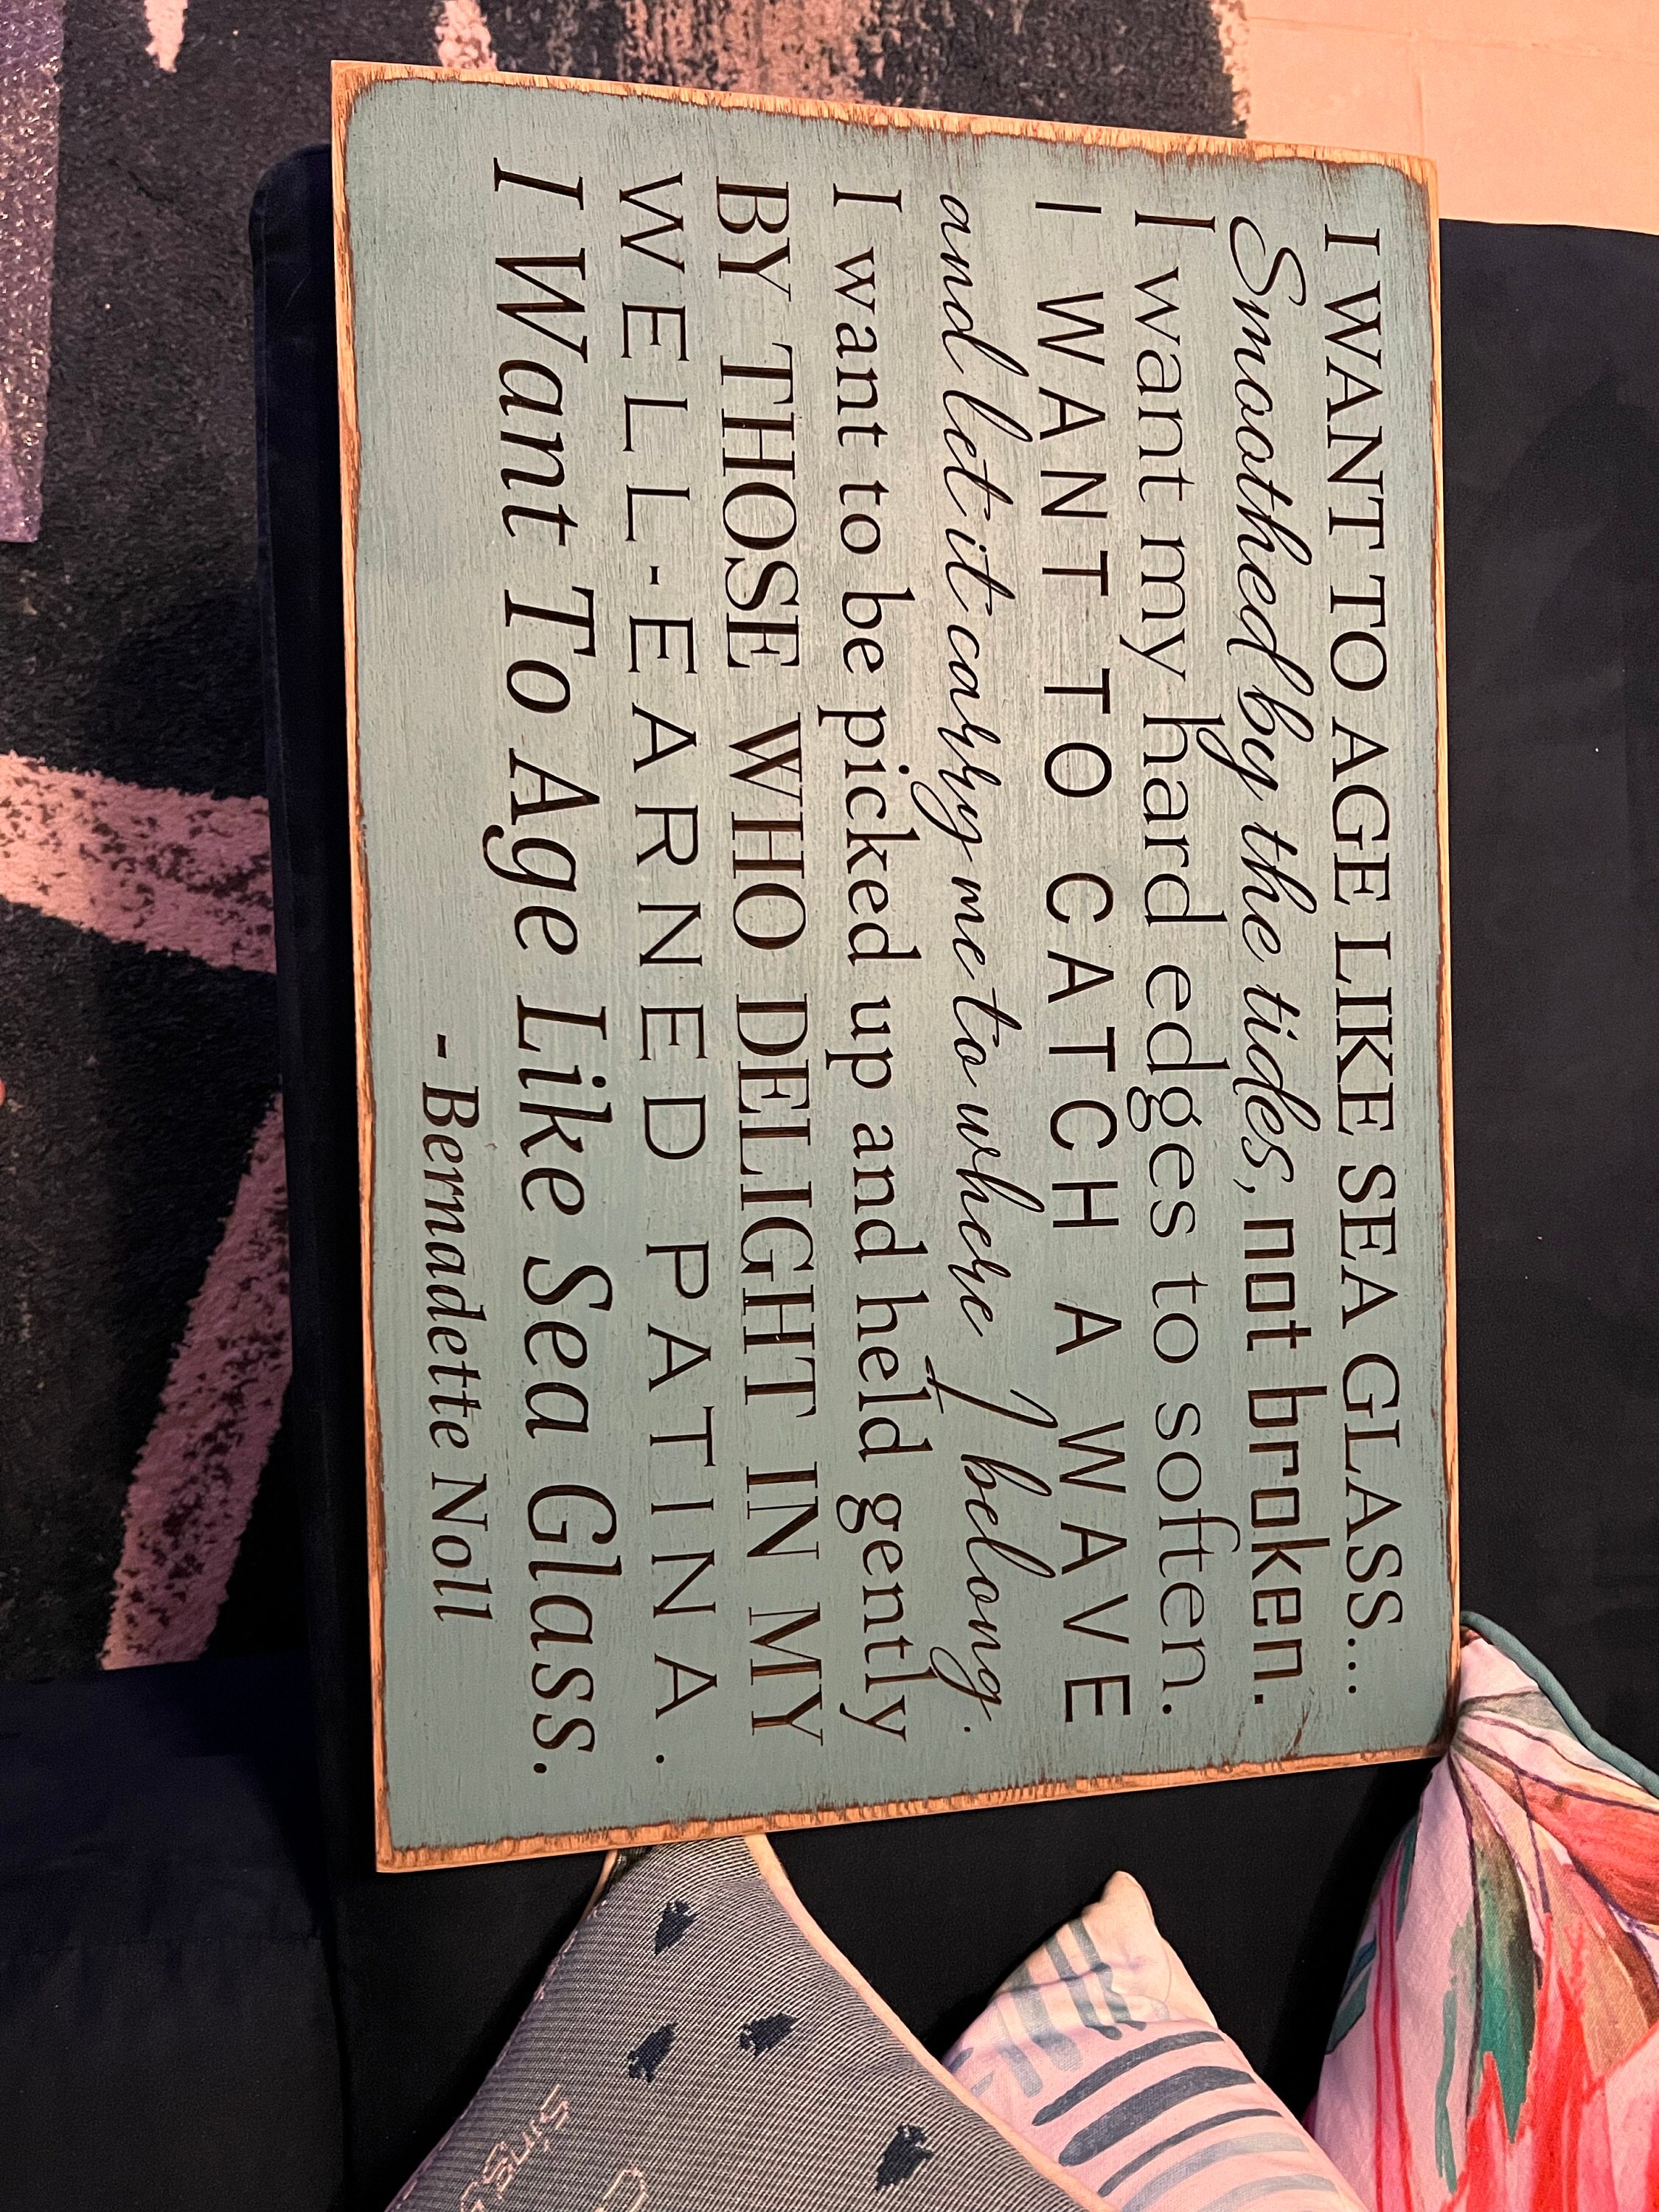 I WANT TO AGE LIKE SEA GLASS...
Smoothed by the tides, not broken.
I want my hard edges to soften.
I WANT TO CATCH A WAVE
and let it carry me to where I belong.
I want to be picked up and held gently
BY THOSE WHO DELIGHT IN MY
WELL-EARNED PATINA.
I Want To Age Like Sea Glass.
- Bernadette Noll